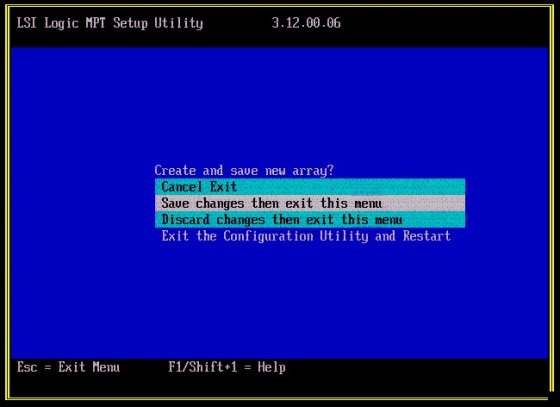 LSI Logic MPT Setup Utility 3.12.00.06
Create and save new array?
Cancel Exit
Save changes then exit this menu
Discard changes then exit this menu
Exit the Configuration Utility and Restart
Esc = Exit Menu F1/Shift+1 = Help